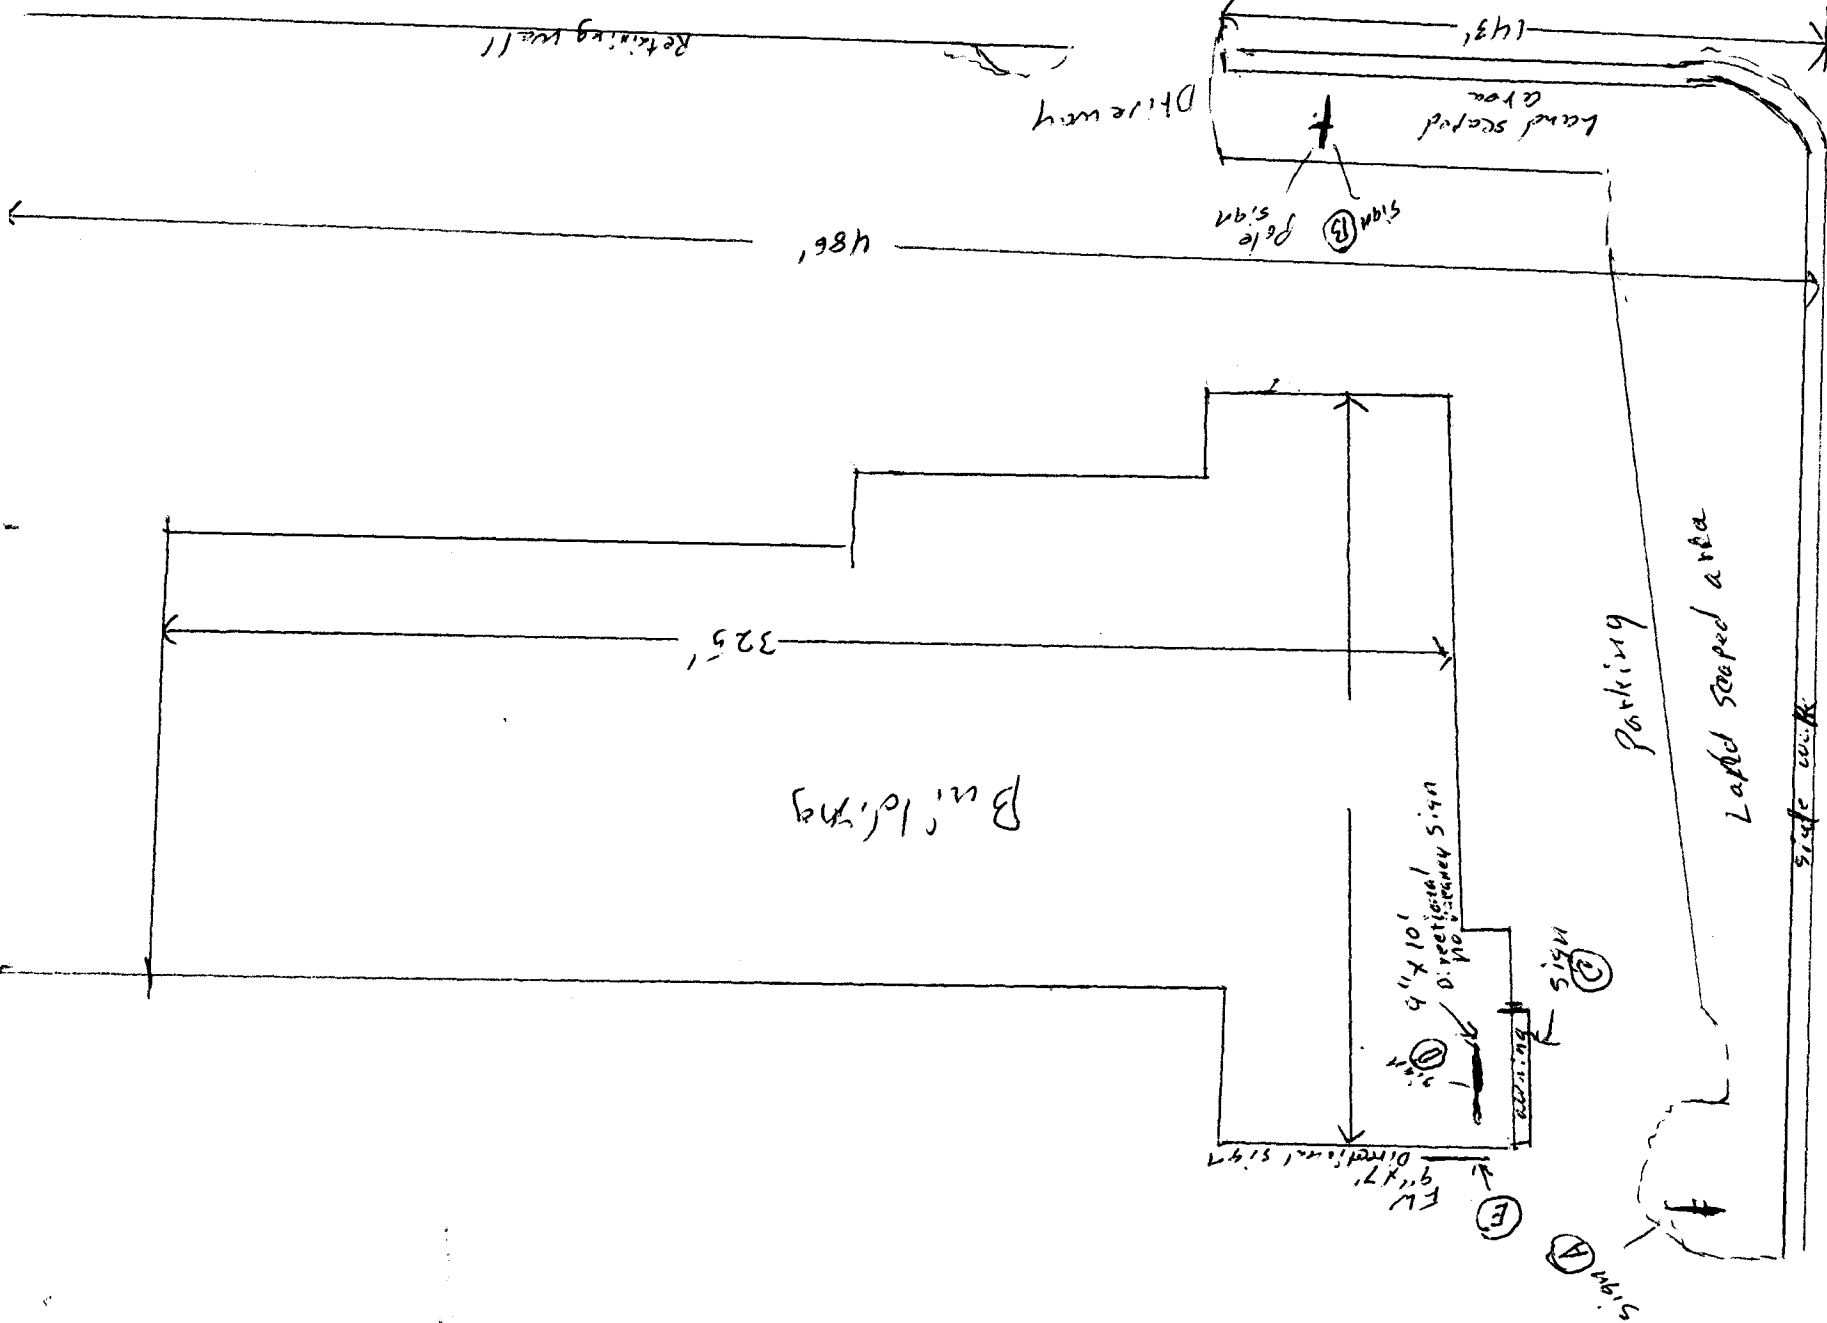 Sign
(A)
(E)
FW
9" x 7'
Directional sign
awning
Sign
(D)
9" x 10'
Directional
no vacancy sign
Sign
(C)
Building
side walk
Land scaped area
Parking
325'
486'
Sign
(B)
Pole
sign
Driveway
Land scaped
area
Retaining Wall
143'